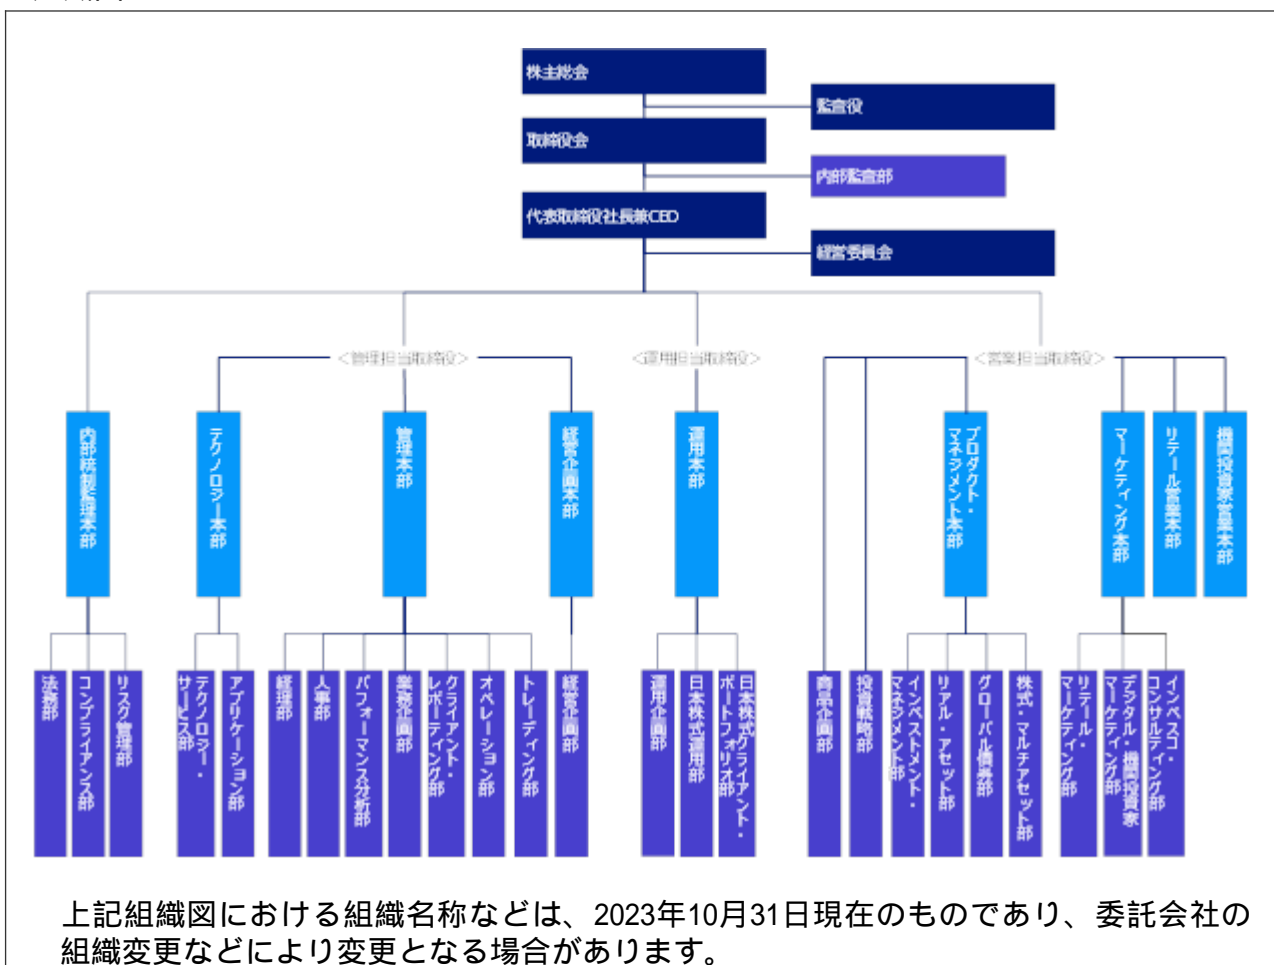 株主総会
監査役
取締役会
内部監査部
代表取締役社長兼CEO
経営委員会
<管理担当取締役>
<運用担当取締役>
<営業担当取締役>
内部統制監理本部
テクノロジー本部
管理本部
経営企画本部
運用本部
プロダクト・
マネジメント本部
マーケティング本部
リテール営業本部
機関投資家営業本部
法務部
コンプライアンス部
リスク管理部
テクノロジー・
サービス部
アプリケーション部
経理部
人事部
パフォーマンス分析部
業務企画部
クライアント・
レポーティング部
オペレーション部
トレーディング部
経営企画部
運用企画部
日本株式運用部
日本株式クライアント・
ポートフォリオ部
商品企画部
投資戦略部
インベストメント・
マネジメント部
リアル・アセット部
グローバル債券部
株式・マルチアセット部
リテール・
マーケティング部
デジタル・機関投資家
マーケティング部
インベスコ・
コンサルティング部
上記組織図における組織名称などは、2023年10月31日現在のものであり、委託会社の
組織変更などにより変更となる場合があります。